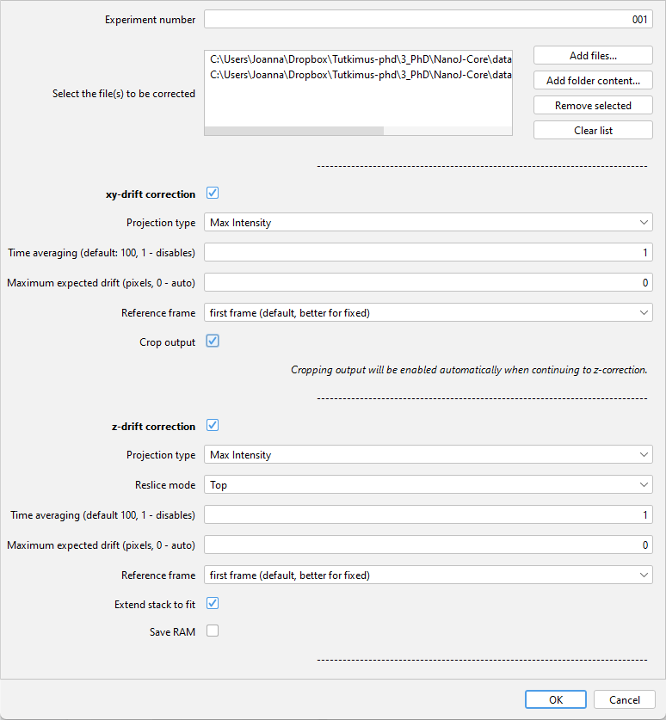 Experiment number 001
Select the file(s) to be corrected
C:\Users\Joanna\Dropbox\Tutkimus-phd\3_PhD\NanoJ-Core\data
C:\Users\Joanna\Dropbox\Tutkimus-phd\3_PhD\NanoJ-Core\data
Add files...
Add folder content...
Remove selected
Clear list
--------------------------------------------------------------------------------
xy-drift correction
Projection type Max Intensity
Time averaging (default: 100, 1 - disables) 1
Maximum expected drift (pixels, 0 - auto) 0
Reference frame first frame (default, better for fixed)
Crop output
Cropping output will be enabled automatically when continuing to z-correction.
--------------------------------------------------------------------------------
z-drift correction
Projection type Max Intensity
Reslice mode Top
Time averaging (default 100, 1 - disables) 1
Maximum expected drift (pixels, 0 - auto) 0
Reference frame first frame (default, better for fixed)
Extend stack to fit
Save RAM
--------------------------------------------------------------------------------
OK Cancel